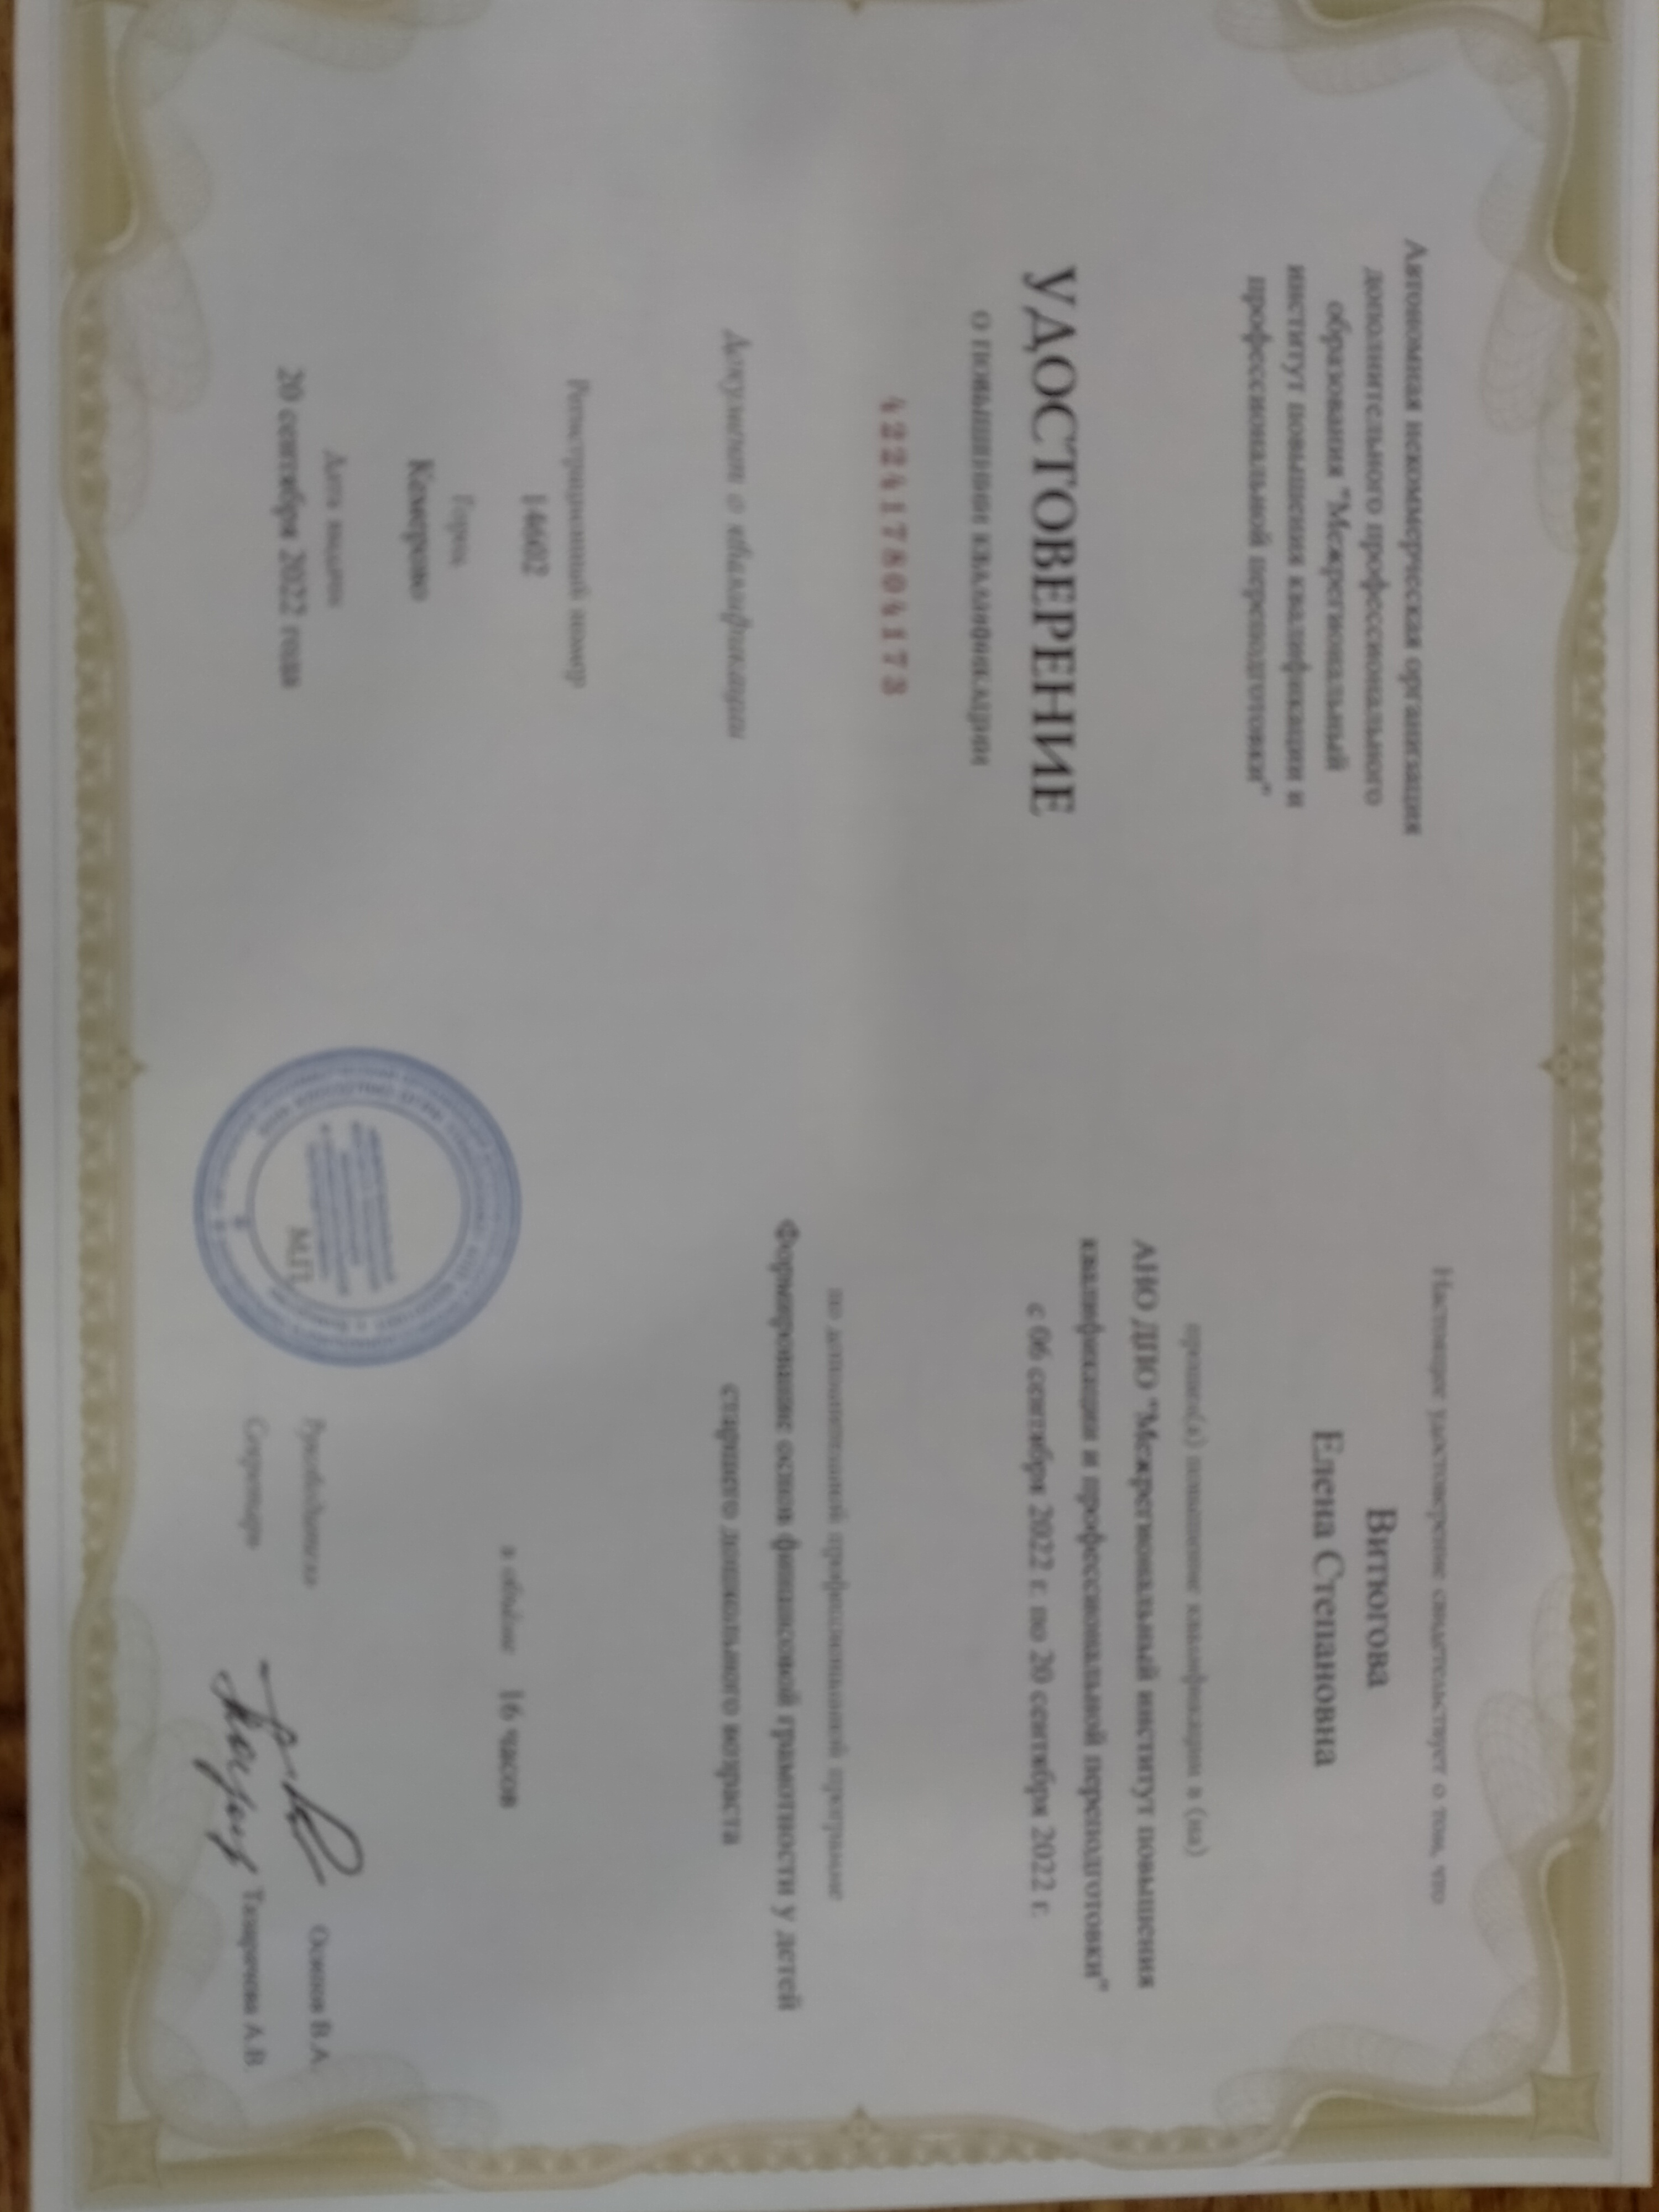 Автономная некоммерческая организация
дополнительного профессионального
образования "Межрегиональный
институт повышения квалификации и
профессиональной переподготовки"
УДОСТОВЕРЕНИЕ
о повышении квалификации
422417804173
Документ о квалификации
Регистрационный номер
14602
Город
Кемерово
Дата выдачи
20 сентября 2022 года
Настоящее удостоверение свидетельствует о том, что
Витюгова
Елена Степановна
прошел(а) повышение квалификации в (на)
АНО ДПО "Межрегиональный институт повышения
квалификации и профессиональной переподготовки"
с 06 сентября 2022 г. по 20 сентября 2022 г.
по дополнительной профессиональной программе
Формирование основ финансовой грамотности у детей
старшего дошкольного возраста
в объёме 16 часов
М.П.
Руководитель Осипов В.А.
Секретарь А.В.